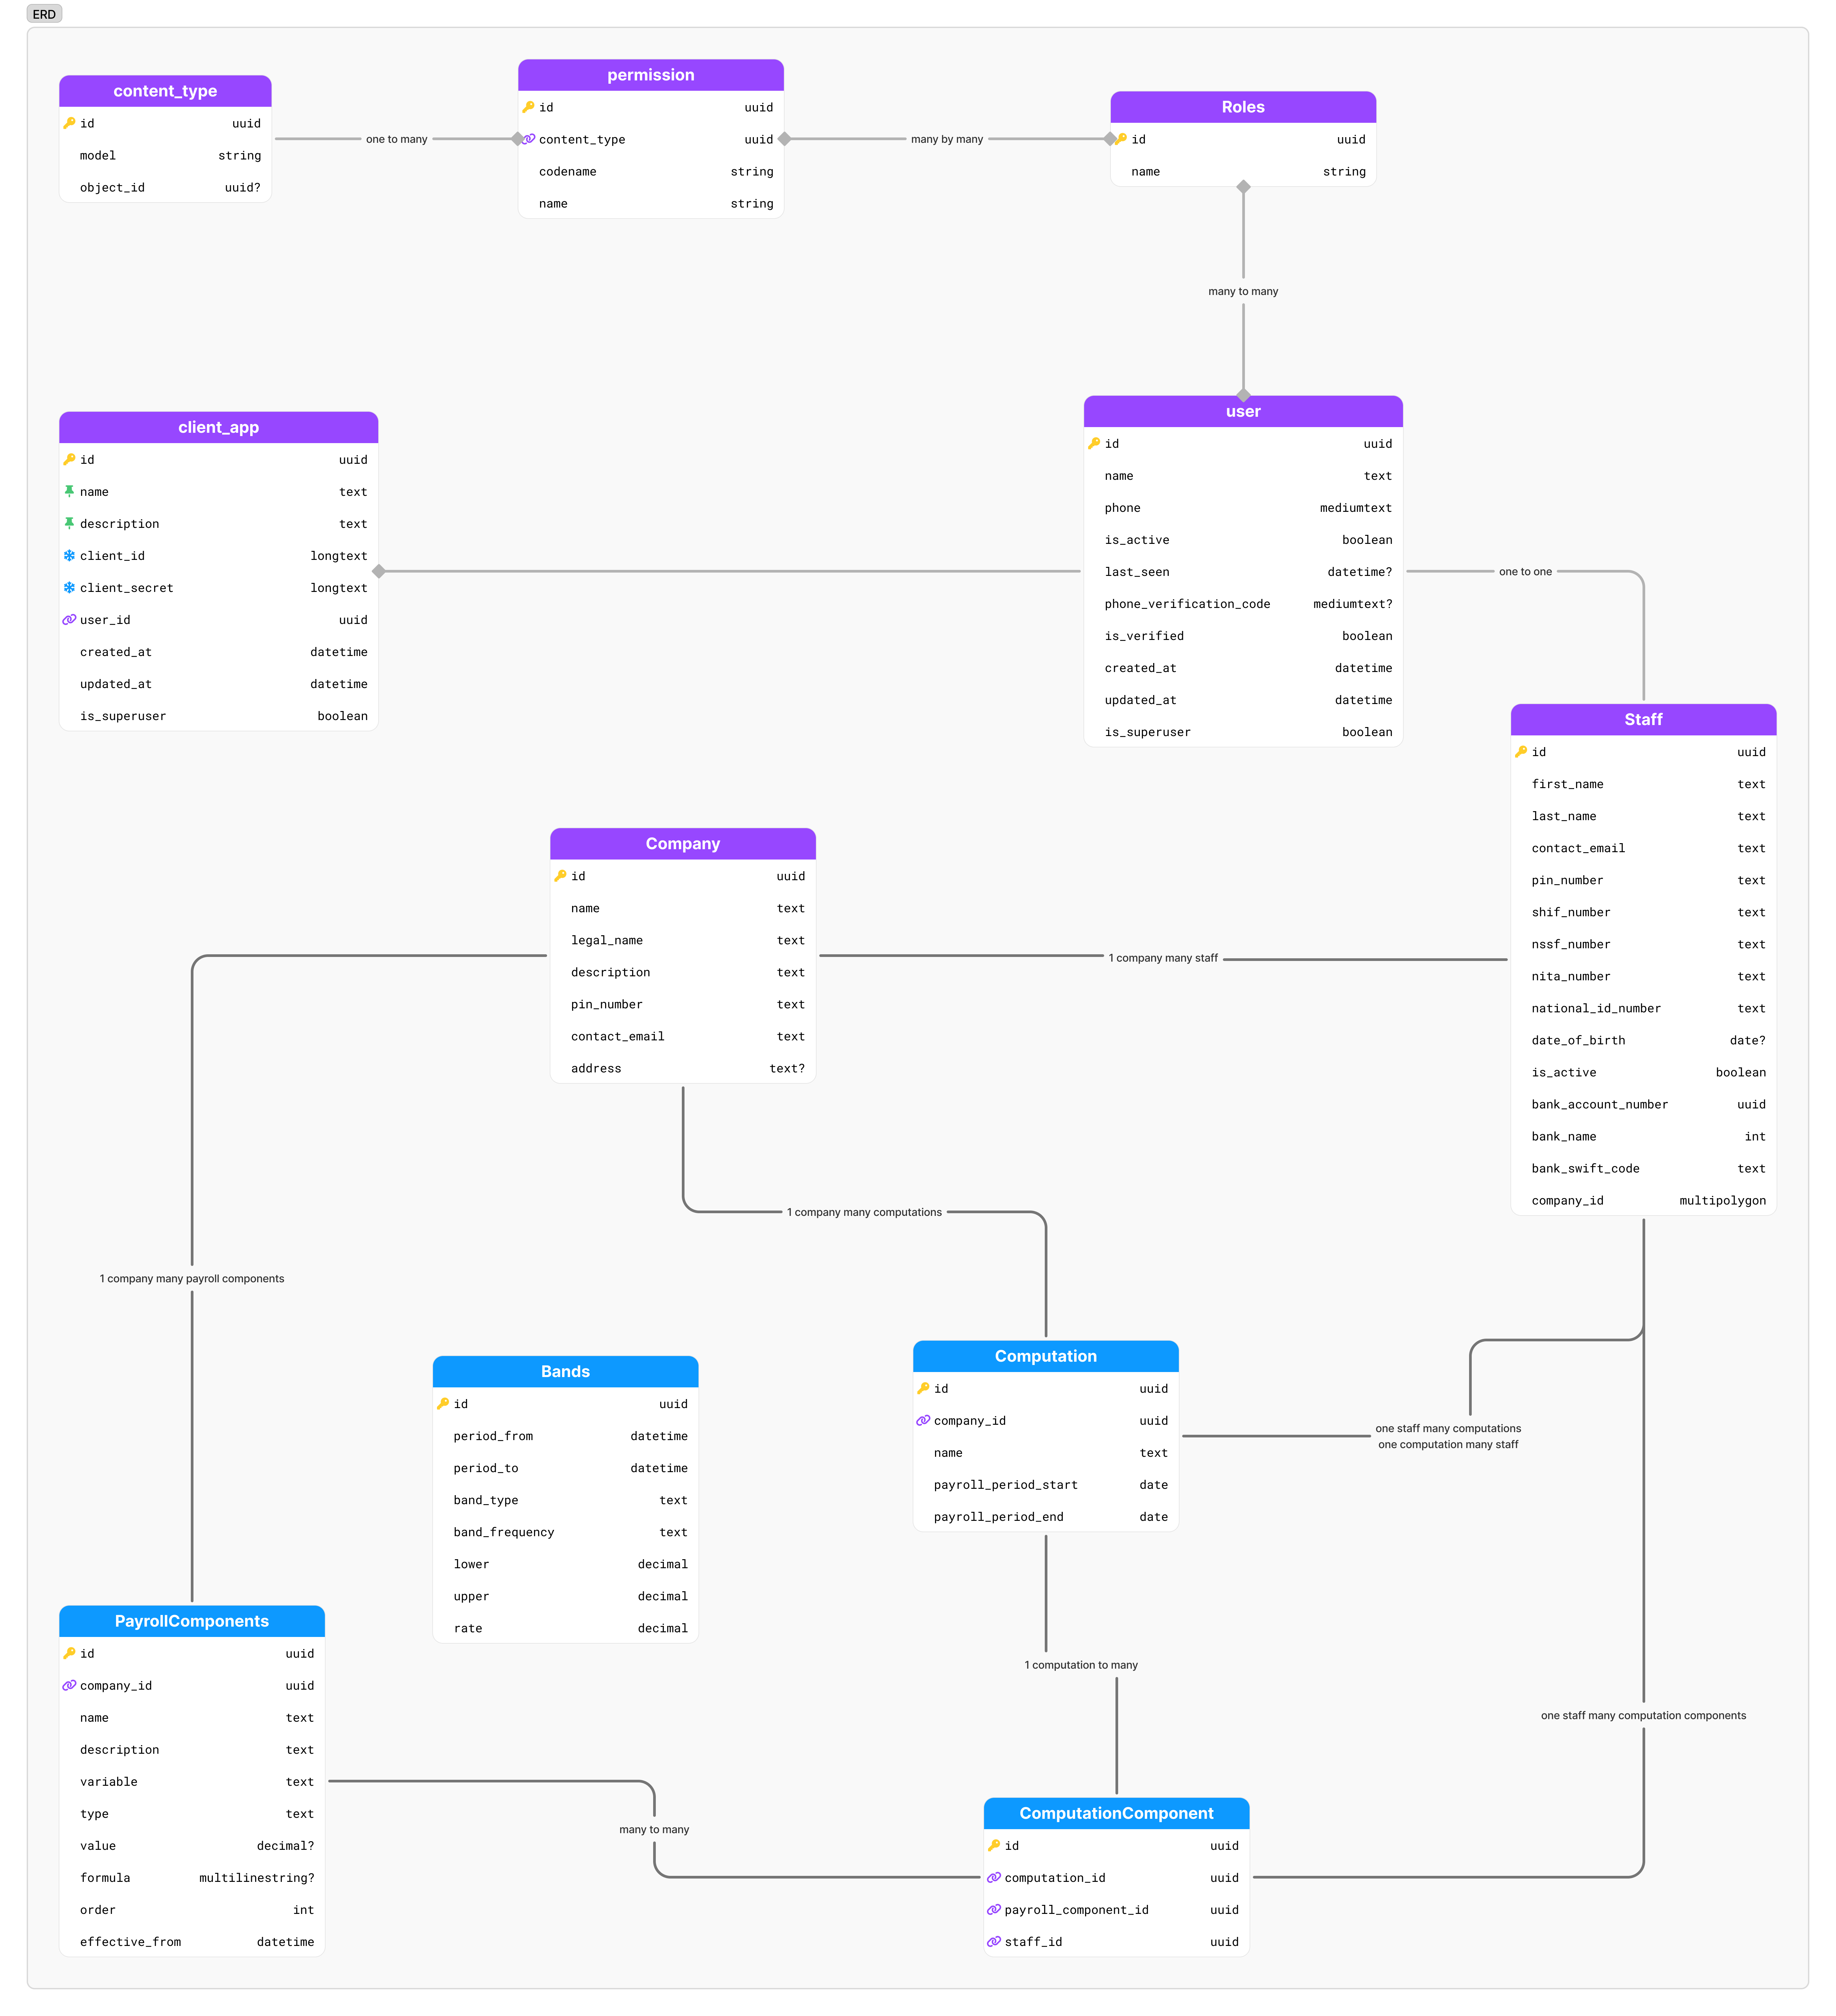 ERD
content_type
id uuid
model string
object_id uuid?
one to many
permission
id uuid
content_type uuid
codename string
name string
many by many
Roles
id uuid
name string
many to many
client_app
id uuid
name text
description text
client_id longtext
client_secret longtext
user_id uuid
created_at datetime
updated_at datetime
is_superuser boolean
user
id uuid
name text
phone mediumtext
is_active boolean
last_seen datetime?
phone_verification_code mediumtext?
is_verified boolean
created_at datetime
updated_at datetime
is_superuser boolean
one to one
Staff
id uuid
first_name text
last_name text
contact_email text
pin_number text
shif_number text
nssf_number text
nita_number text
national_id_number text
date_of_birth date?
is_active boolean
bank_account_number uuid
bank_name int
bank_swift_code text
company_id multipolygon
Company
id uuid
name text
legal_name text
description text
pin_number text
contact_email text
address text?
1 company many staff
1 company many computations
1 company many payroll components
Bands
id uuid
period_from datetime
period_to datetime
band_type text
band_frequency text
lower decimal
upper decimal
rate decimal
Computation
id uuid
company_id uuid
name text
payroll_period_start date
payroll_period_end date
one staff many computations
one computation many staff
PayrollComponents
id uuid
company_id uuid
name text
description text
variable text
type text
value decimal?
formula multilinestring?
order int
effective_from datetime
1 computation to many
one staff many computation components
many to many
ComputationComponent
id uuid
computation_id uuid
payroll_component_id uuid
staff_id uuid